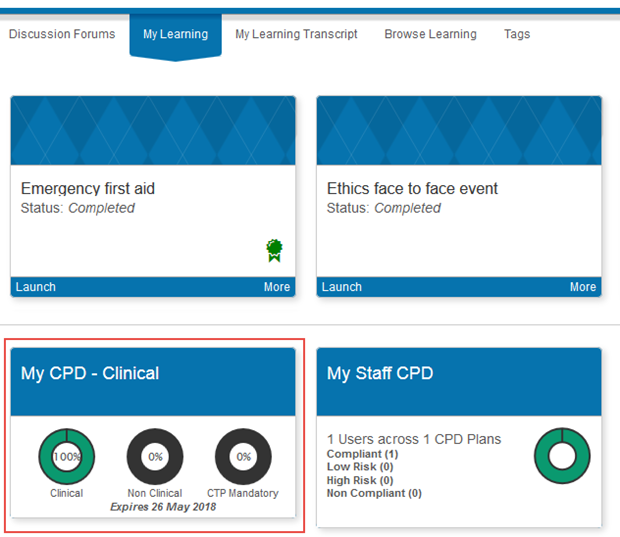 Discussion Forums My Learning My Learning Transcript Browse Learning Tags
Emergency first aid
Status: Completed
Launch More
Ethics face to face event
Status: Completed
Launch More
My CPD - Clinical
100% 0% 0%
Clinical Non Clinical CTP Mandatory
Expires 26 May 2018
My Staff CPD
1 Users across 1 CPD Plans
Compliant (1)
Low Risk (0)
High Risk (0)
Non Compliant (0)